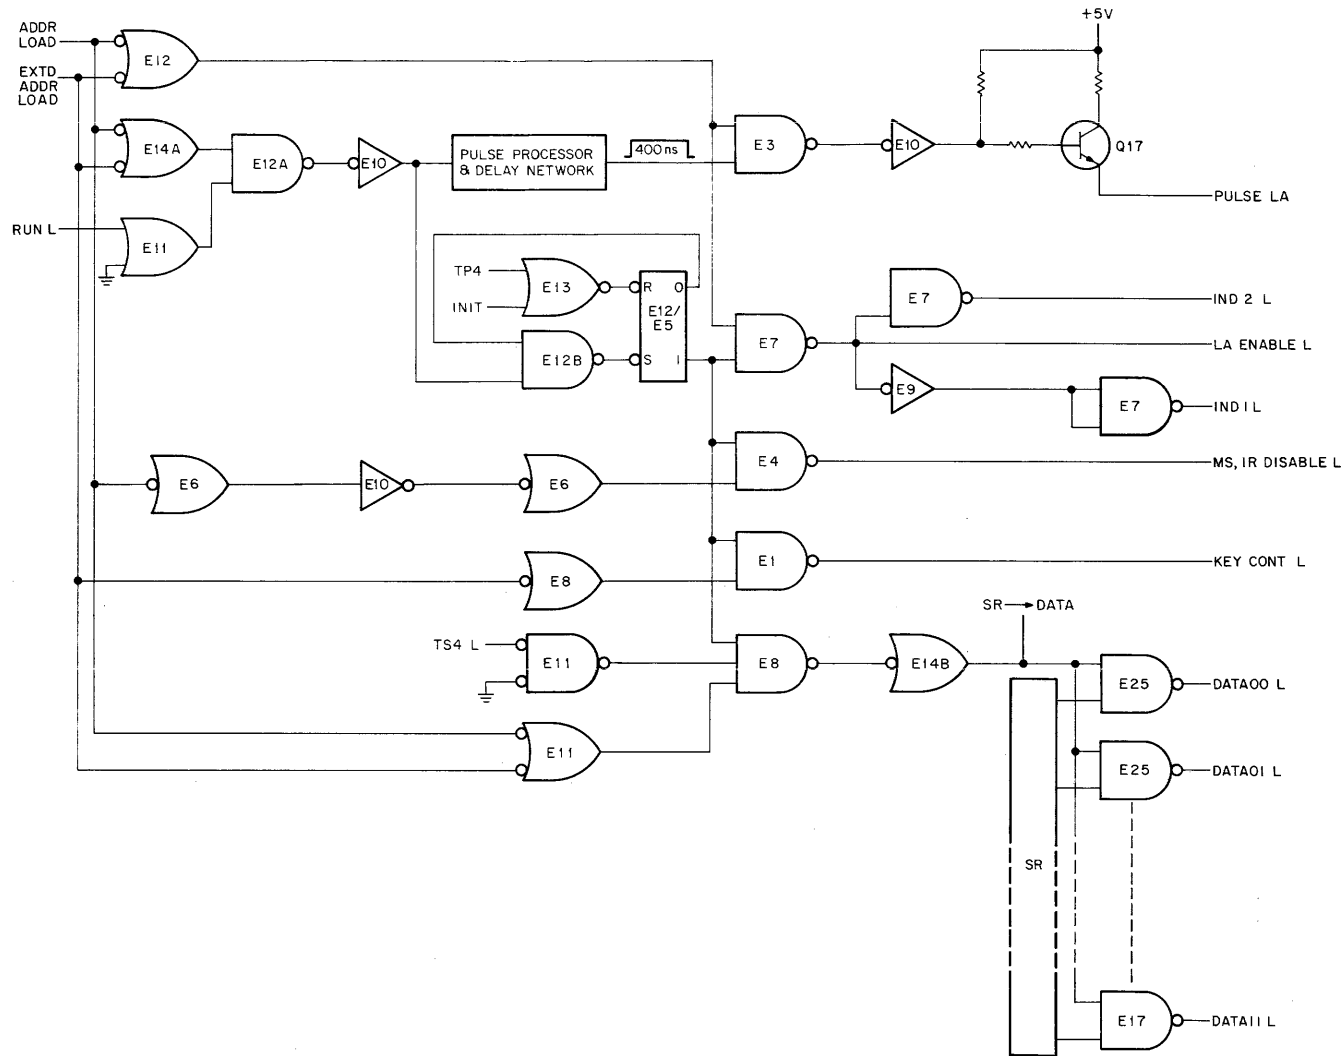 ADDR
LOAD
EXTD
ADDR
LOAD
E12
+5V
E14A
E12A
E10
PULSE PROCESSOR
& DELAY NETWORK
400ns
E3
E10
Q17
PULSE LA
RUN L
E11
TP4
INIT
E13
R 0
E12/
E5
S 1
E12B
E7
E7
IND 2 L
LA ENABLE L
E9
E7
IND 1 L
E6
E10
E6
E4
MS, IR DISABLE L
E8
E1
KEY CONT L
SR→DATA
TS4 L
E11
E8
E14B
E25
DATA00 L
E11
E25
DATA01 L
SR
E17
DATA11 L